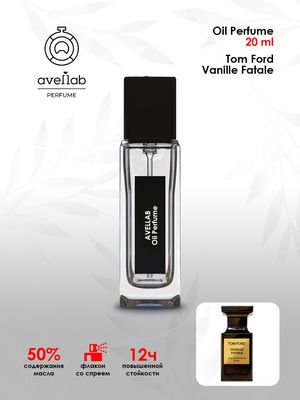 avellab
PERFUME
Oil Perfume
20 ml
Tom Ford
Vanille Fatale
AVELLAB
Oil Perfume
TOM FORD
VANILLE
FATALE
50%
содержания
масла
флакон
со спреем
12ч
повышенной
стойкости